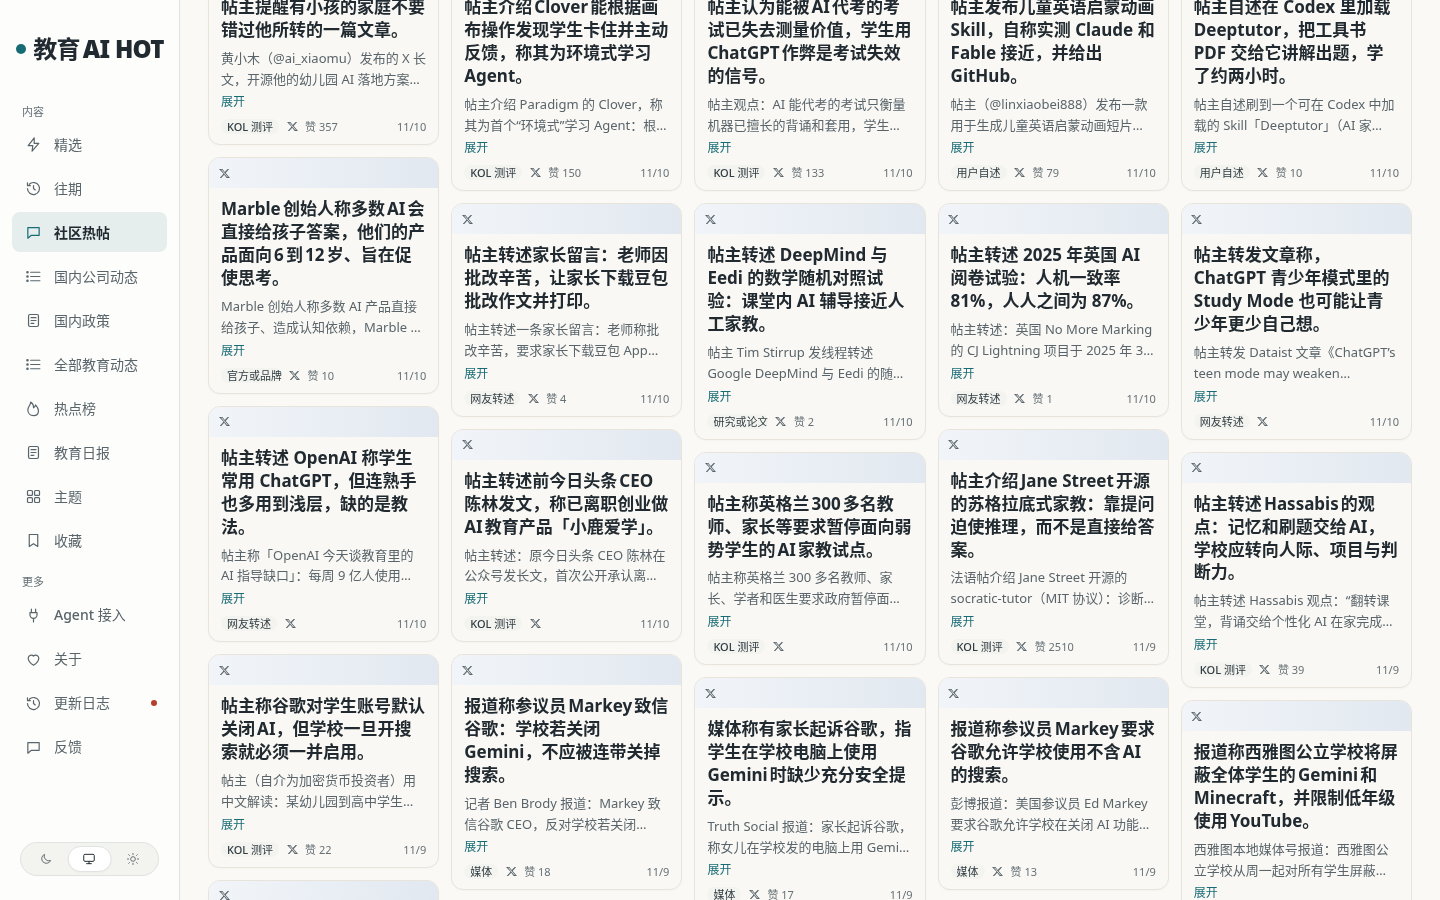 教育 AI HOT
内容
精选
往期
社区热帖
国内公司动态
国内政策
全部教育动态
热点榜
教育日报
主题
收藏
更多
Agent 接入
关于
更新日志
反馈
帖主提醒有小孩的家庭不要
错过他所转的一篇文章。
黄小木（@ai_xiaomu）发布的 X 长
文，开源他的幼儿园 AI 落地方案...
展开
KOL 测评 赞 357 11/10
Marble 创始人称多数 AI 会
直接给孩子答案，他们的产
品面向 6 到 12 岁、旨在促
使思考。
Marble 创始人称多数 AI 产品直接
给孩子、造成认知依赖，Marble ...
展开
官方或品牌 赞 10 11/10
帖主转述 OpenAI 称学生
常用 ChatGPT，但连熟手
也多用到浅层，缺的是教
法。
帖主称「OpenAI 今天谈教育里的
AI 指导缺口」：每周 9 亿人使用...
展开
网友转述 11/10
帖主称谷歌对学生账号默认
关闭 AI，但学校一旦开搜
索就必须一并启用。
帖主（自介为加密货币投资者）用
中文解读：某幼儿园到高中学生...
展开
KOL 测评 赞 22 11/9
帖主介绍 Clover 能根据画
布操作发现学生卡住并主动
反馈，称其为环境式学习
Agent。
帖主介绍 Paradigm 的 Clover，称
其为首个“环境式”学习 Agent：根...
展开
KOL 测评 赞 150 11/10
帖主转述家长留言：老师因
批改辛苦，让家长下载豆包
批改作文并打印。
帖主转述一条家长留言：老师称批
改辛苦，要求家长下载豆包 App...
展开
网友转述 赞 4 11/10
帖主转述前今日头条 CEO
陈林发文，称已离职创业做
AI 教育产品「小鹿爱学」。
帖主转述：原今日头条 CEO 陈林在
公众号发长文，首次公开承认离...
展开
KOL 测评 11/10
报道称参议员 Markey 致信
谷歌：学校若关闭
Gemini，不应被连带关掉
搜索。
记者 Ben Brody 报道：Markey 致
信谷歌 CEO，反对学校若关闭...
展开
媒体 赞 18 11/9
帖主认为能被 AI 代考的考
试已失去测量价值，学生用
ChatGPT 作弊是考试失效
的信号。
帖主观点：AI 能代考的考试只衡量
机器已擅长的背诵和套用，学生...
展开
KOL 测评 赞 133 11/10
帖主转述 DeepMind 与
Eedi 的数学随机对照试
验：课堂内 AI 辅导接近人
工家教。
帖主 Tim Stirrup 发线程转述
Google DeepMind 与 Eedi 的随...
展开
研究或论文 赞 2 11/10
帖主称英格兰 300 多名教
师、家长等要求暂停面向弱
势学生的 AI 家教试点。
帖主称英格兰 300 多名教师、家
长、学者和医生要求政府暂停面...
展开
KOL 测评 11/10
媒体称有家长起诉谷歌，指
学生在学校电脑上使用
Gemini 时缺少充分安全提
示。
Truth Social 报道：家长起诉谷歌，
称女儿在学校发的电脑上用 Gemi...
展开
媒体 赞 17 11/9
帖主发布儿童英语启蒙动画
Skill，自称实测 Claude 和
Fable 接近，并给出
GitHub。
帖主（@linxiaobei888）发布一款
用于生成儿童英语启蒙动画短片...
展开
用户自述 赞 79 11/10
帖主转述 2025 年英国 AI
阅卷试验：人机一致率
81%，人人之间为 87%。
帖主转述：英国 No More Marking
的 CJ Lightning 项目于 2025 年 3...
展开
网友转述 赞 1 11/10
帖主介绍 Jane Street 开源
的苏格拉底式家教：靠提问
迫使推理，而不是直接给答
案。
法语帖介绍 Jane Street 开源的
socratic-tutor（MIT 协议）：诊断...
展开
KOL 测评 赞 2510 11/9
报道称参议员 Markey 要求
谷歌允许学校使用不含 AI
的搜索。
彭博报道：美国参议员 Ed Markey
要求谷歌允许学校在关闭 AI 功能...
展开
媒体 赞 13 11/9
帖主自述在 Codex 里加载
Deeptutor，把工具书
PDF 交给它讲解出题，学
了约两小时。
帖主自述刷到一个可在 Codex 中加
载的 Skill「Deeptutor」（AI 家...
展开
用户自述 赞 10 11/10
帖主转发文章称，
ChatGPT 青少年模式里的
Study Mode 也可能让青
少年更少自己想。
帖主转发 Dataist 文章《ChatGPT’s
teen mode may weaken...
展开
网友转述 11/10
帖主转述 Hassabis 的观
点：记忆和刷题交给 AI，
学校应转向人际、项目与判
断力。
帖主转述 Hassabis 观点：“翻转课
堂，背诵交给个性化 AI 在家完成...
展开
KOL 测评 赞 39 11/9
报道称西雅图公立学校将屏
蔽全体学生的 Gemini 和
Minecraft，并限制低年级
使用 YouTube。
西雅图本地媒体号报道：西雅图公
立学校从周一起对所有学生屏蔽...
展开